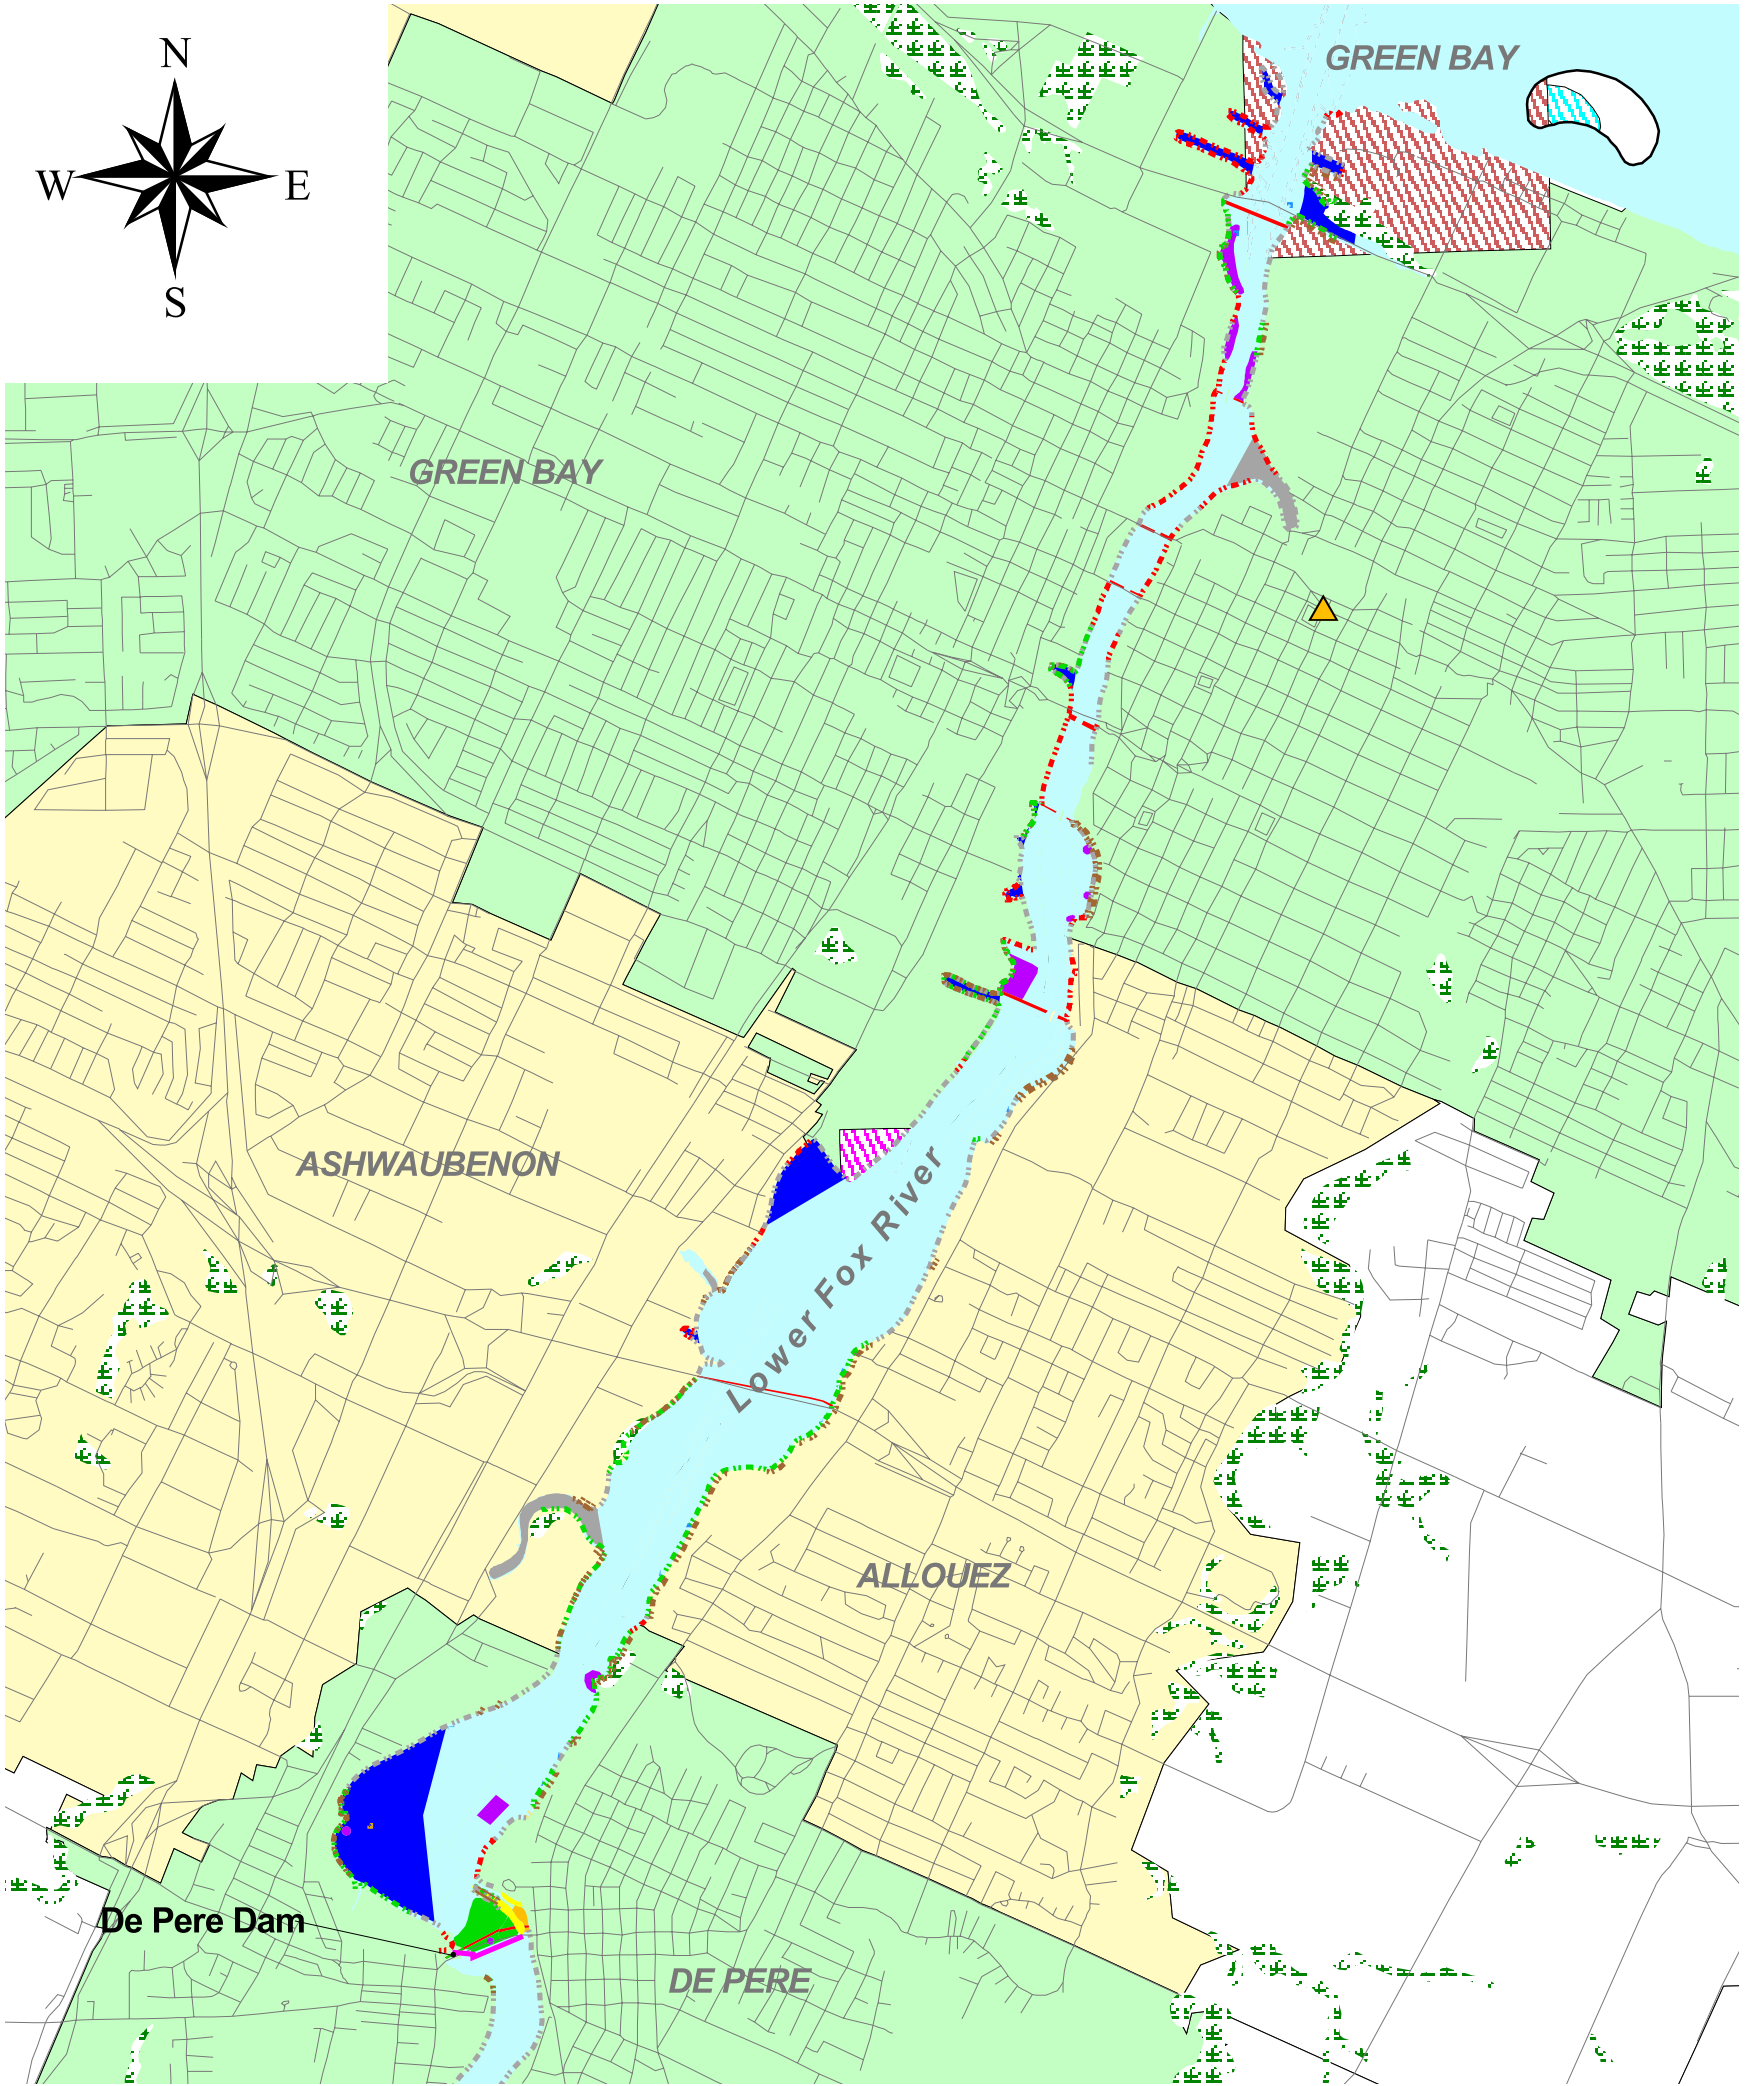 N
GREEN BAY
W
E
S
GREEN BAY
ASHWAUBENON
Lower Fox River
ALLOUEZ
De Pere Dam
DE PERE